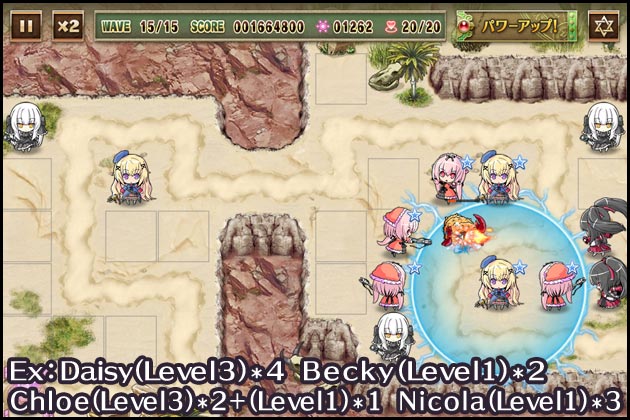 ×2 WAVE 15/15 SCORE 001664800 01262 20/20 パワーアップ!
Ex:Daisy(Level3)*4 Becky(Level1)*2
Chloe(Level3)*2+(Level1)*1 Nicola(Level1)*3